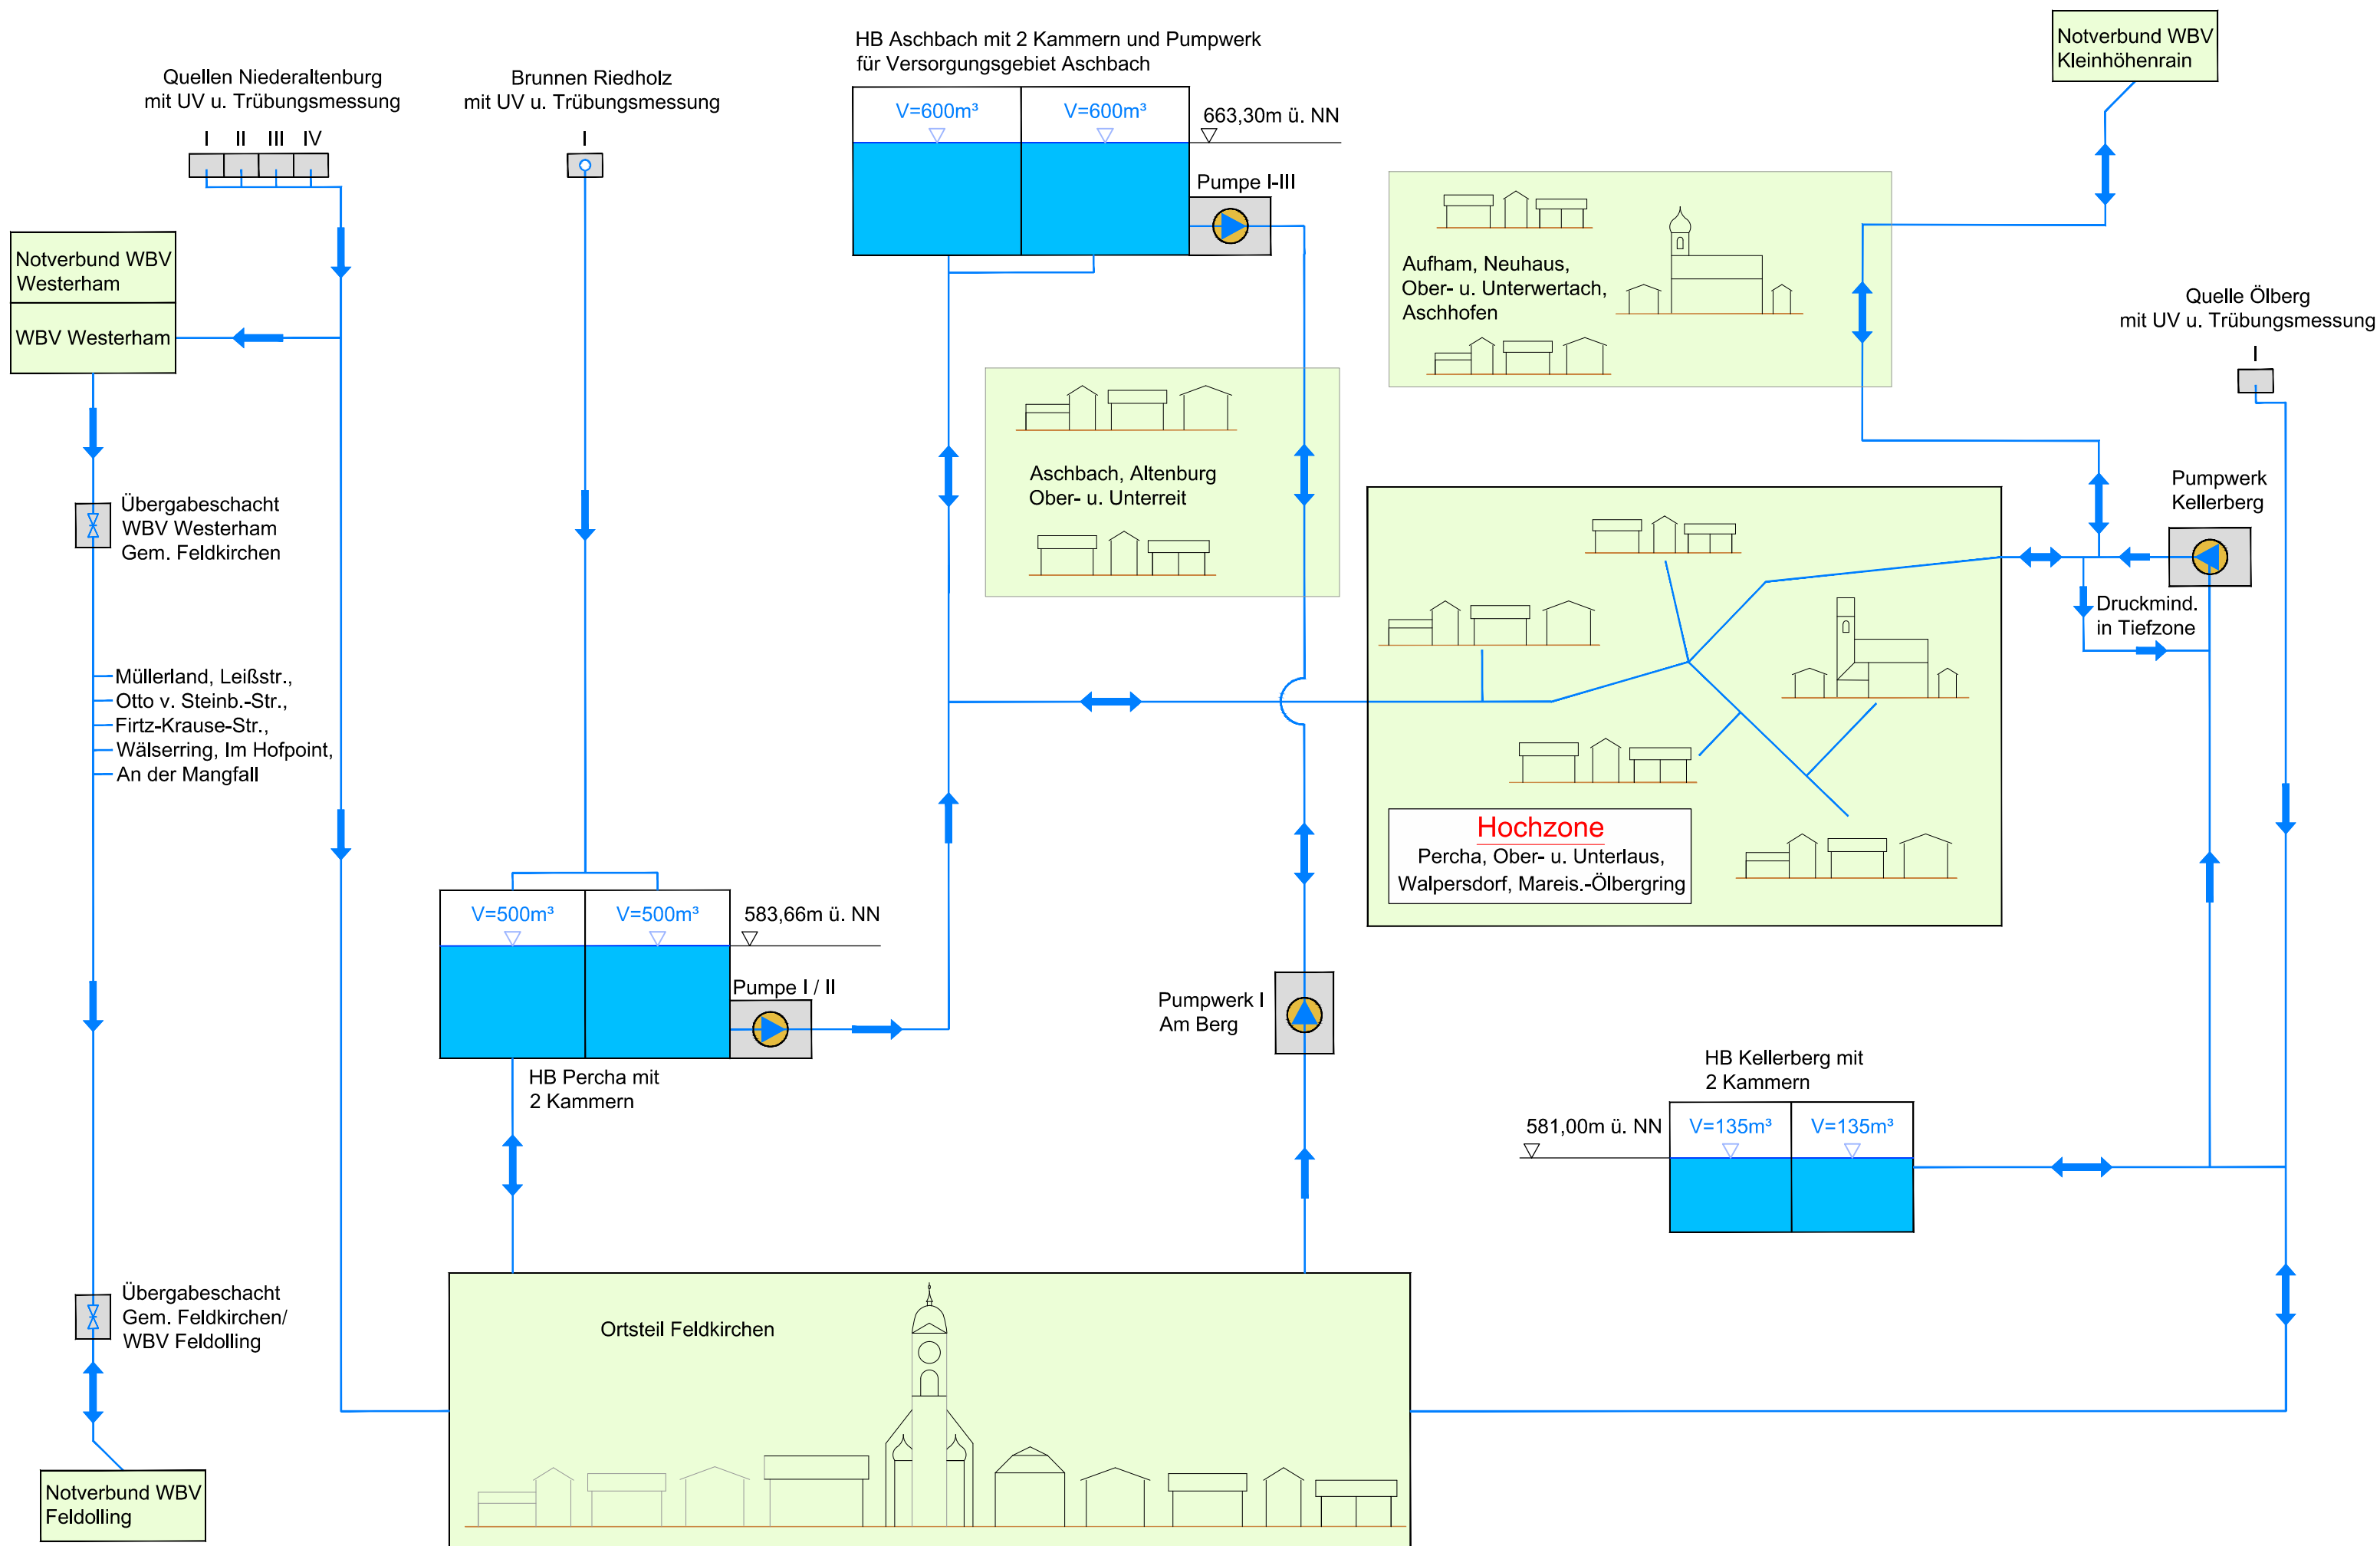 HB Aschbach mit 2 Kammern und Pumpwerk
für Versorgungsgebiet Aschbach
V=600m³
V=600m³
663,30m ü. NN
Pumpe I-III
Notverbund WBV
Kleinhöhenrain
Quellen Niederaltenburg
mit UV u. Trübungsmessung
I
II
III
IV
Brunnen Riedholz
mit UV u. Trübungsmessung
I
Notverbund WBV
Westerham
WBV Westerham
Aufham, Neuhaus,
Ober- u. Unterwertach,
Aschhofen
Quelle Ölberg
mit UV u. Trübungsmessung
I
Aschbach, Altenburg
Ober- u. Unterreit
Übergabeschacht
WBV Westerham
Gem. Feldkirchen
Pumpwerk
Kellerberg
Druckmind.
in Tiefzone
Müllerland, Leißstr.,
Otto v. Steinb.-Str.,
Firtz-Krause-Str.,
Wälserring, Im Hofpoint,
An der Mangfall
Hochzone
Percha, Ober- u. Unterlaus,
Walpersdorf, Mareis.-Ölbergring
V=500m³
V=500m³
583,66m ü. NN
Pumpe I / II
HB Percha mit
2 Kammern
Pumpwerk I
Am Berg
HB Kellerberg mit
2 Kammern
581,00m ü. NN
V=135m³
V=135m³
Übergabeschacht
Gem. Feldkirchen/
WBV Feldolling
Ortsteil Feldkirchen
Notverbund WBV
Feldolling